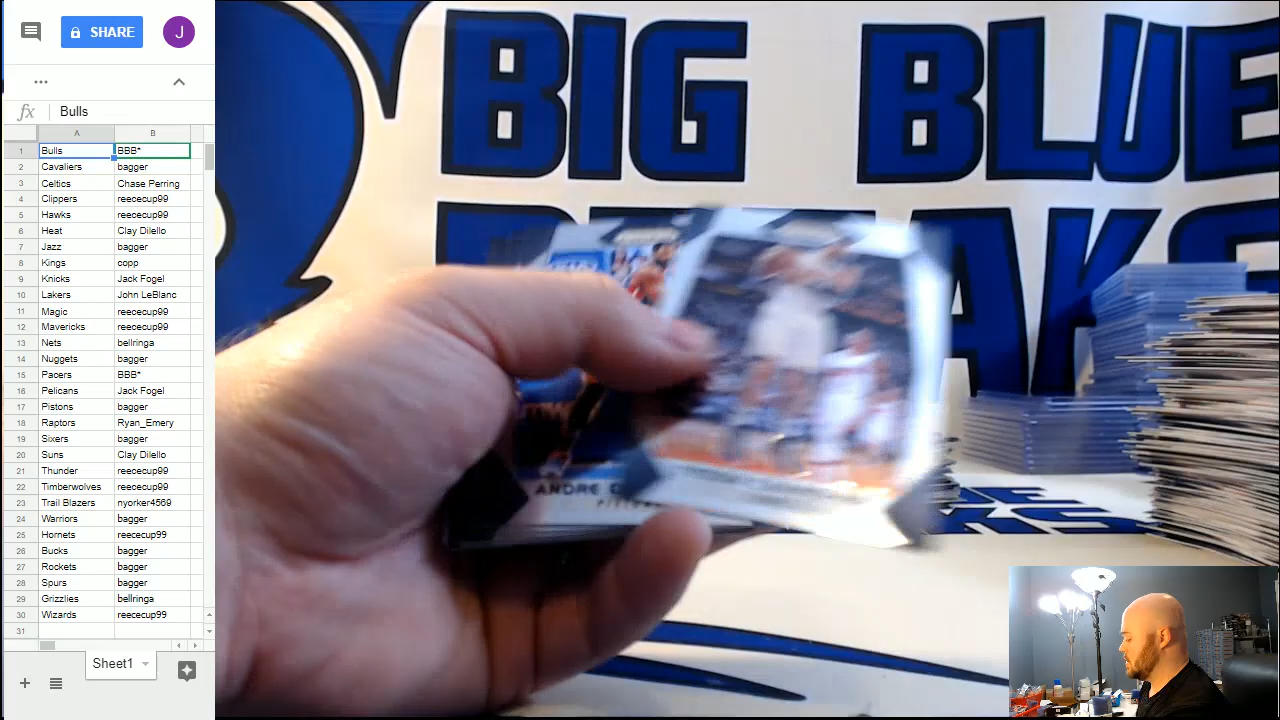 SHARE
J
...
fx Bulls
A B
1 Bulls BBB*
2 Cavaliers bagger
3 Celtics Chase Perring
4 Clippers reececup99
5 Hawks reececup99
6 Heat Clay Dilello
7 Jazz bagger
8 Kings copp
9 Knicks Jack Fogel
10 Lakers John LeBlanc
11 Magic reececup99
12 Mavericks reececup99
13 Nets bellringa
14 Nuggets bagger
15 Pacers BBB*
16 Pelicans Jack Fogel
17 Pistons bagger
18 Raptors Ryan_Emery
19 Sixers bagger
20 Suns Clay Dilello
21 Thunder reececup99
22 Timberwolves reececup99
23 Trail Blazers nyorker4569
24 Warriors bagger
25 Hornets reececup99
26 Bucks bagger
27 Rockets bagger
28 Spurs bagger
29 Grizzlies bellringa
30 Wizards reececup99
31
Sheet1
BIG BLUE
ANDRE